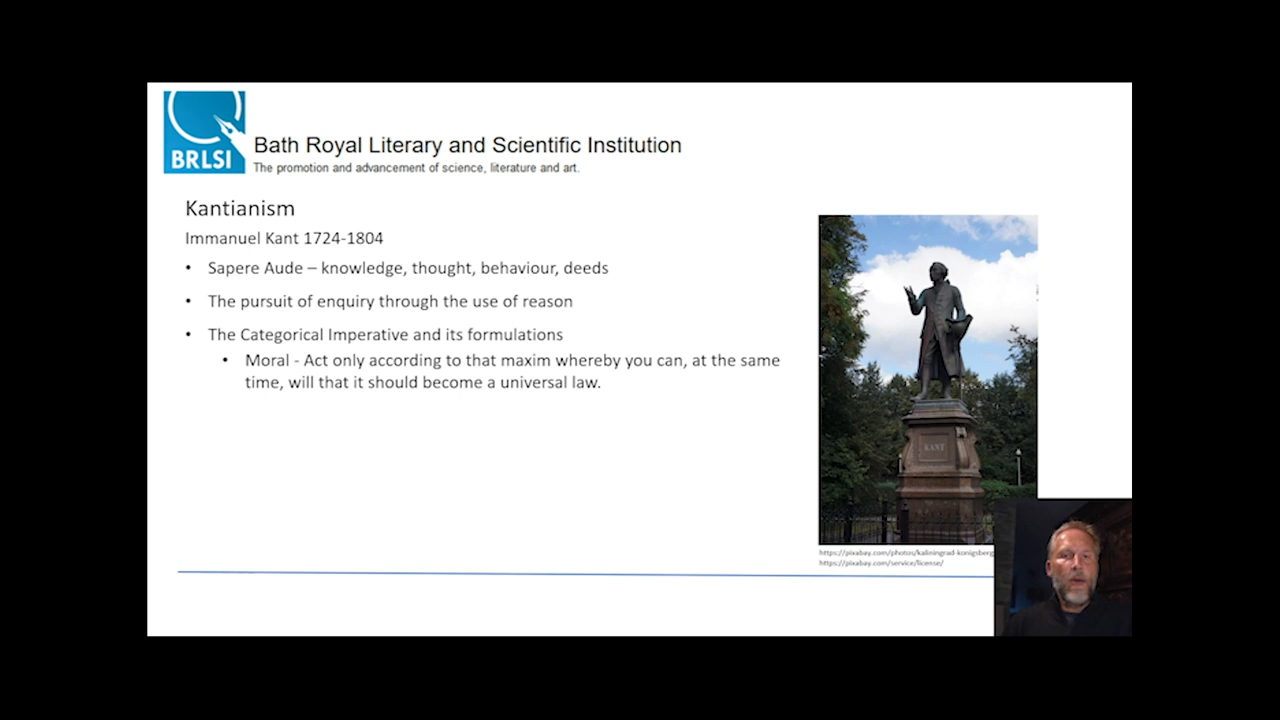 BRLSI
Bath Royal Literary and Scientific Institution
The promotion and advancement of science, literature and art.
Kantianism
Immanuel Kant 1724-1804
• Sapere Aude – knowledge, thought, behaviour, deeds
• The pursuit of enquiry through the use of reason
• The Categorical Imperative and its formulations
• Moral - Act only according to that maxim whereby you can, at the same
time, will that it should become a universal law.
KANT
https://pixabay.com/photos/kaliningrad-konigsberg
https://pixabay.com/service/license/